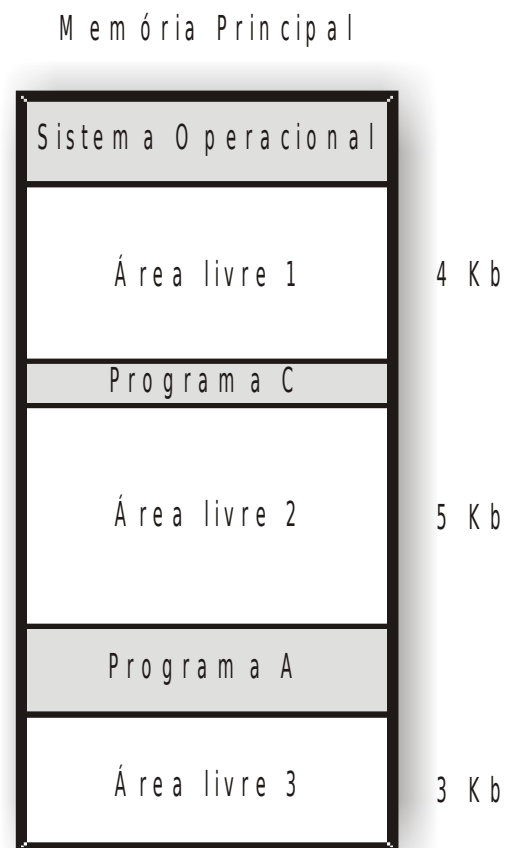 Memória Principal
Sistema Operacional
Área livre 1 4 Kb
Programa C
Área livre 2 5 Kb
Programa A
Área livre 3 3 Kb